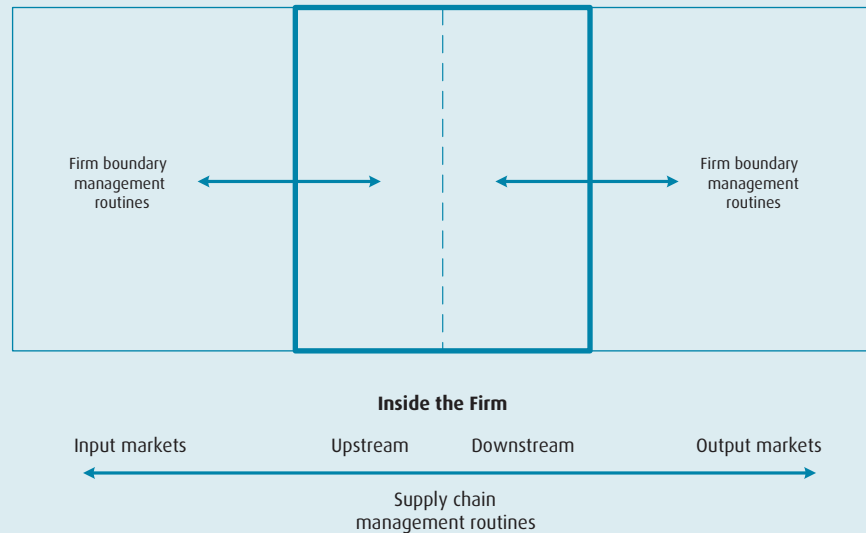 Firm boundary
management
routines
Firm boundary
management
routines
Inside the Firm
Input markets
Upstream
Downstream
Output markets
Supply chain
management routines